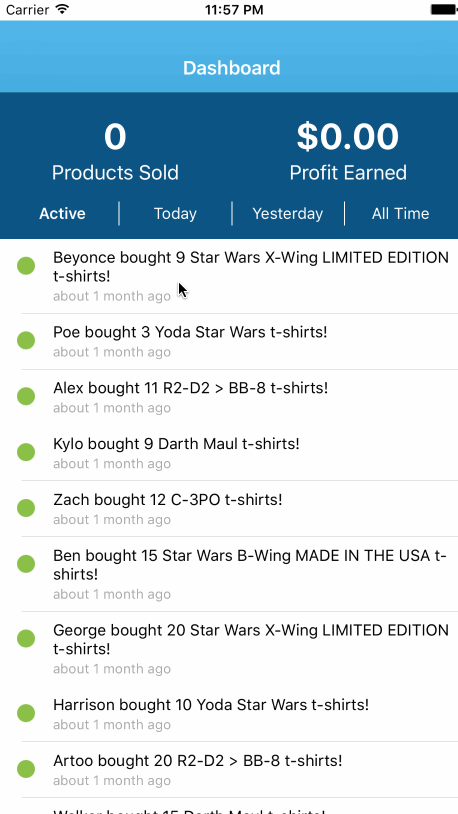 Carrier 11:57 PM
Dashboard
0 $0.00
Products Sold Profit Earned
Active Today Yesterday All Time
Beyonce bought 9 Star Wars X-Wing LIMITED EDITION
t-shirts!
about 1 month ago
Poe bought 3 Yoda Star Wars t-shirts!
about 1 month ago
Alex bought 11 R2-D2 > BB-8 t-shirts!
about 1 month ago
Kylo bought 9 Darth Maul t-shirts!
about 1 month ago
Zach bought 12 C-3PO t-shirts!
about 1 month ago
Ben bought 15 Star Wars B-Wing MADE IN THE USA t-
shirts!
about 1 month ago
George bought 20 Star Wars X-Wing LIMITED EDITION
t-shirts!
about 1 month ago
Harrison bought 10 Yoda Star Wars t-shirts!
about 1 month ago
Artoo bought 20 R2-D2 > BB-8 t-shirts!
about 1 month ago
bought 15 Darth Maul t-shirts!